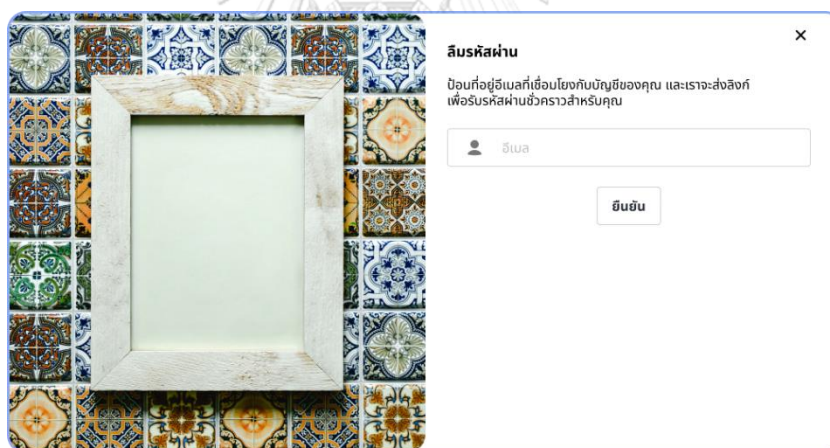 ลืมรหัสผ่าน
ป้อนที่อยู่อีเมลที่เชื่อมโยงกับบัญชีของคุณ และเราจะส่งลิงก์
เพื่อรับรหัสผ่านชั่วคราวสำหรับคุณ
อีเมล
ยืนยัน